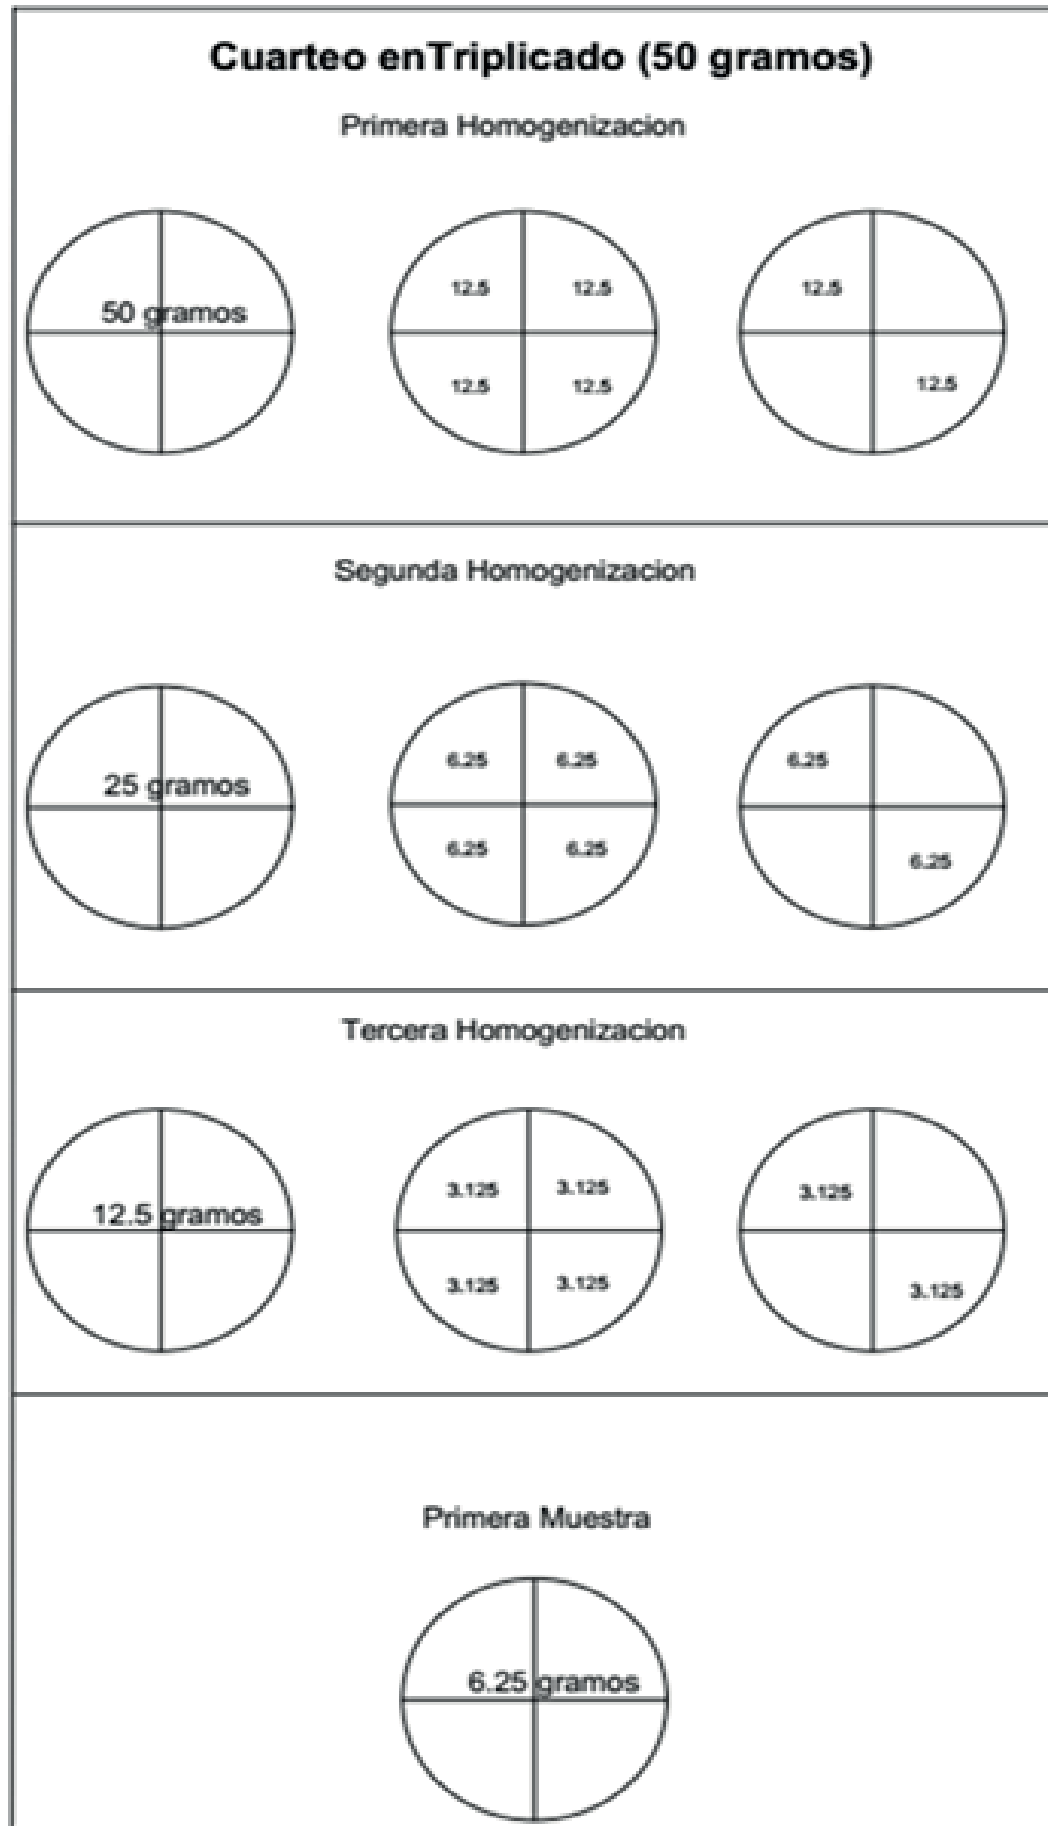 Cuarteo enTriplicado (50 gramos)
Primera Homogenizacion
50 gramos
12.5 12.5
12.5 12.5
12.5
12.5
Segunda Homogenizacion
25 gramos
6.25 6.25
6.25 6.25
6.25
6.25
Tercera Homogenizacion
12.5 gramos
3.125 3.125
3.125 3.125
3.125
3.125
Primera Muestra
6.25 gramos